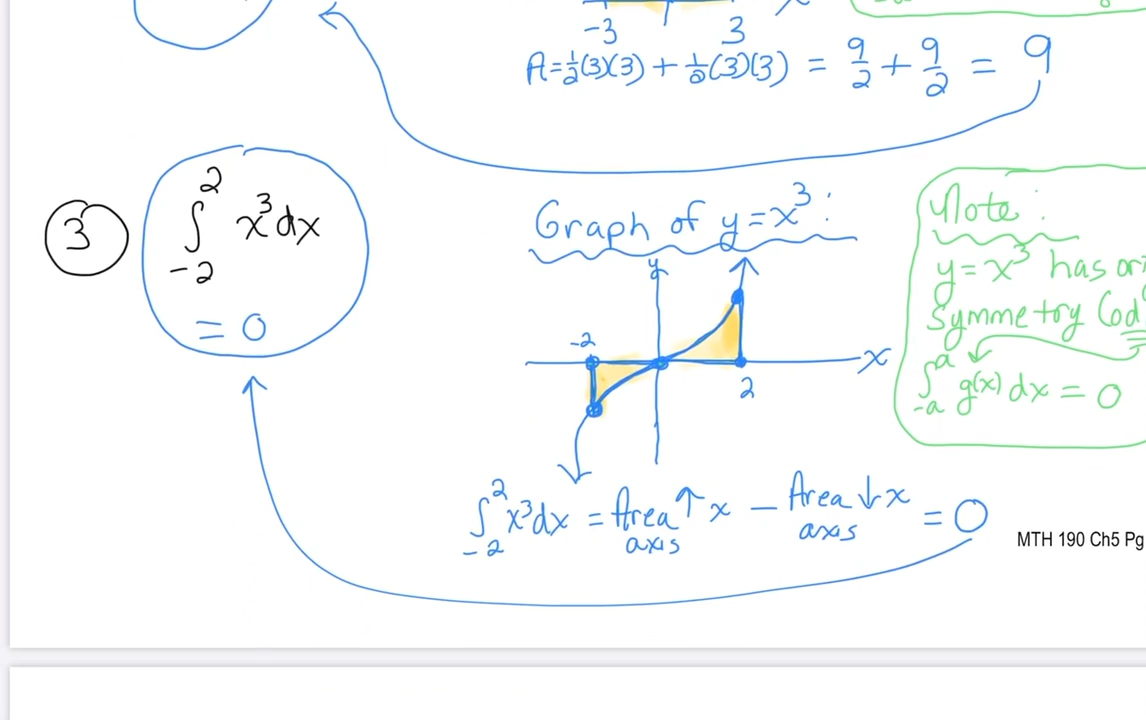 -3 3
A=½(3)(3) + ½(3)(3) = 9/2 + 9/2 = 9
③ ∫₋₂² x³dx
= 0
Graph of y=x³:
y
-2
x
2
∫₋₂² x³dx = Area ↑ x axis − Area ↓ x axis = 0
Note:
y=x³ has
Symmetry
∫₋ₐᵃ g(x) dx = 0
MTH 190 Ch5 Pg